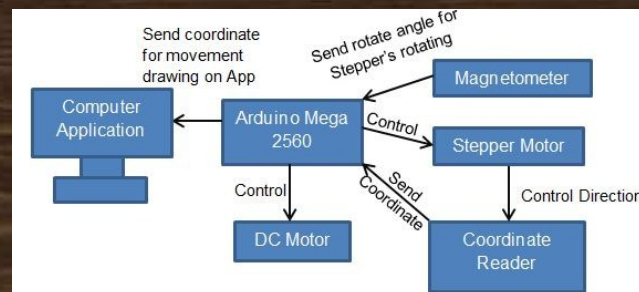 Send coordinate
for movement
drawing on App
Send rotate angle for
Stepper's rotating
Magnetometer
Computer
Application
Arduino Mega
2560
Control
Stepper Motor
Control
Send
Coordinate
Control Direction
DC Motor
Coordinate
Reader